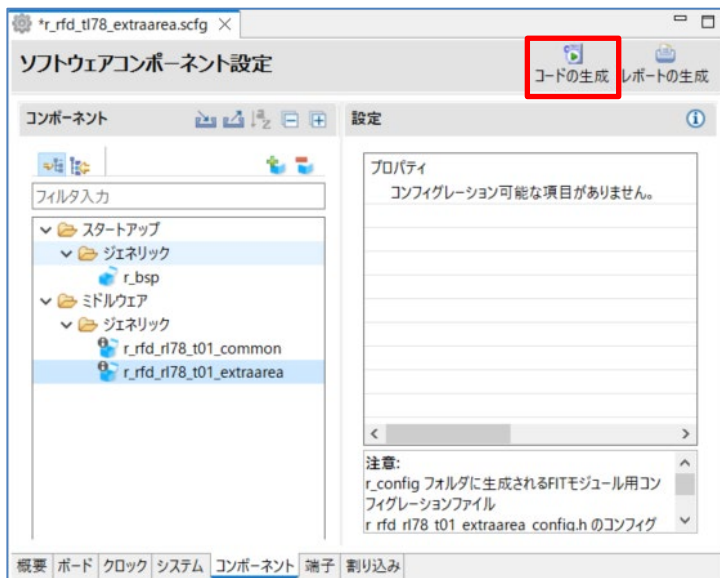 *r_rfd_tl78_extraarea.scfg
ソフトウェアコンポーネント設定
コードの生成 レポートの生成
コンポーネント
設定
フィルタ入力
スタートアップ
ジェネリック
r_bsp
ミドルウェア
ジェネリック
r_rfd_rl78_t01_common
r_rfd_rl78_t01_extraarea
プロパティ
コンフィグレーション可能な項目がありません。
注意:
r_config フォルダに生成されるFITモジュール用コン
フィグレーションファイル
r_rfd_rl78_t01_extraarea_config.h のコンフィグ
概要 ボード クロック システム コンポーネント 端子 割り込み